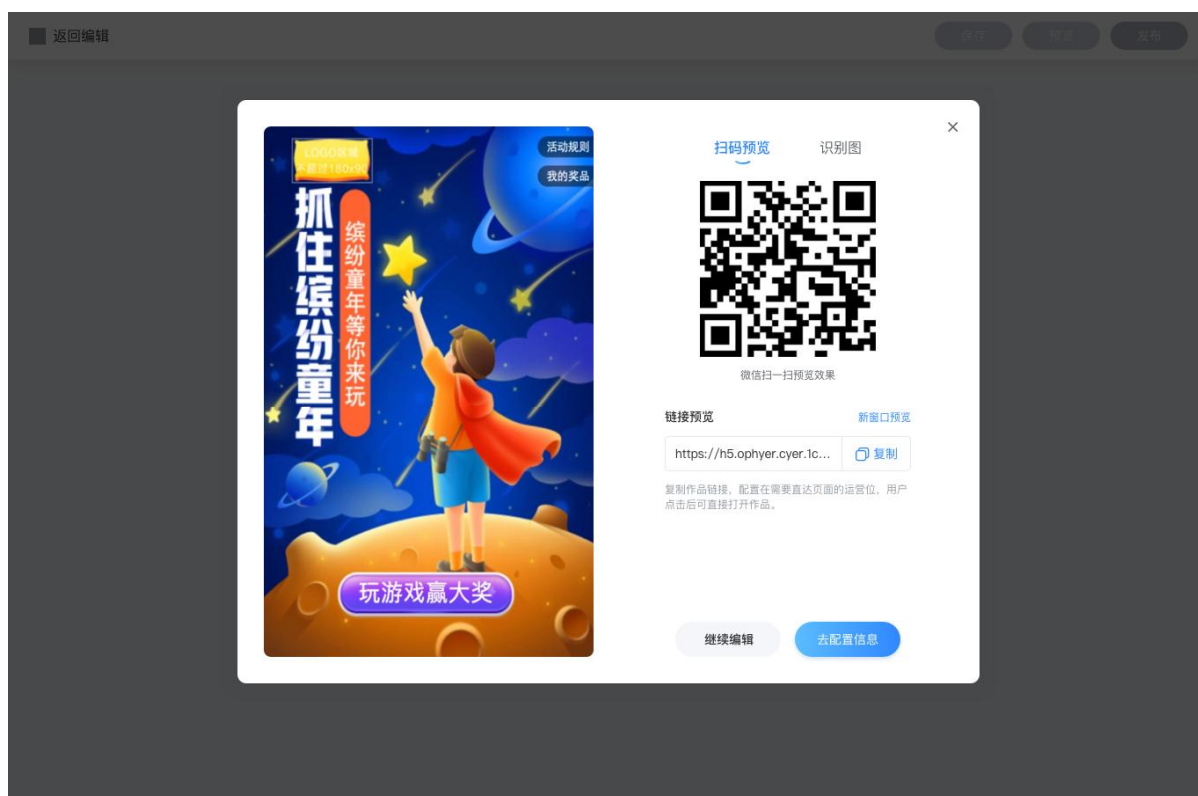 返回编辑
保存
预览
发布
LOGO区域
不超过180x90
活动规则
我的奖品
抓住缤纷童年
缤纷童年等你来玩
玩游戏赢大奖
扫码预览
识别图
微信扫一扫预览效果
链接预览
新窗口预览
https://h5.ophyer.cyer.1c...
复制
复制作品链接，配置在需要直达页面的运营位，用户
点击后可直接打开作品。
继续编辑
去配置信息